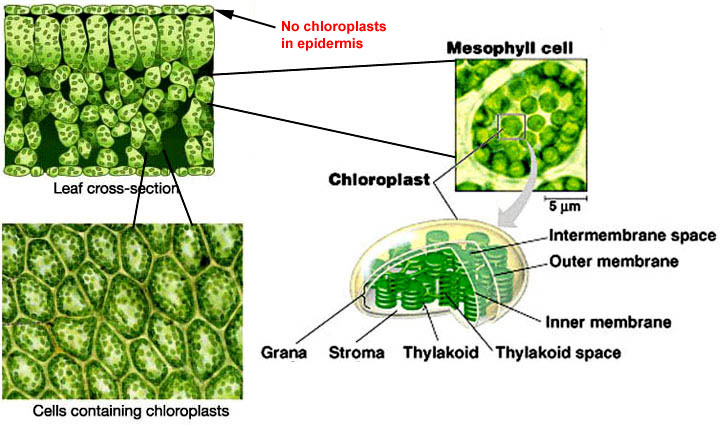 No chloroplasts
in epidermis
Mesophyll cell
Leaf cross-section
Chloroplast
5 µm
Intermembrane space
Outer membrane
Inner membrane
Grana
Stroma
Thylakoid
Thylakoid space
Cells containing chloroplasts